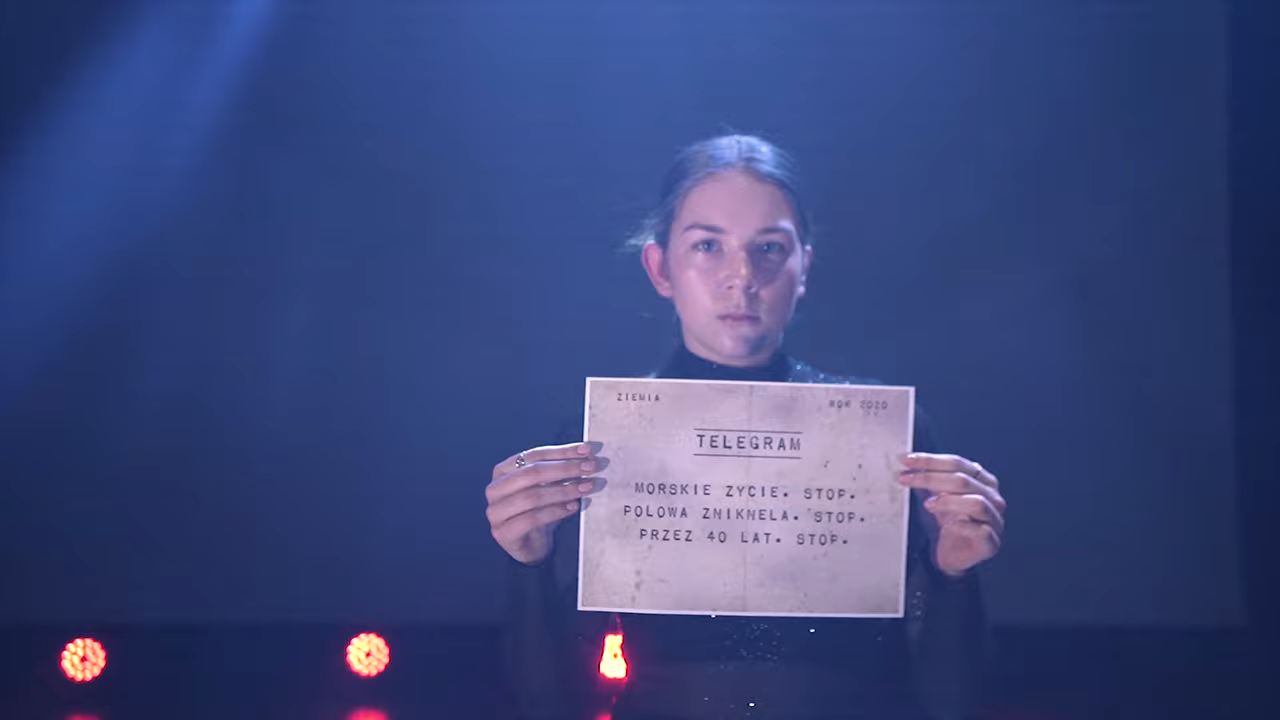 ZIEMIA ROK 2020
TELEGRAM
MORSKIE ZYCIE. STOP.
POLOWA ZNIKNELA. STOP.
PRZEZ 40 LAT. STOP.